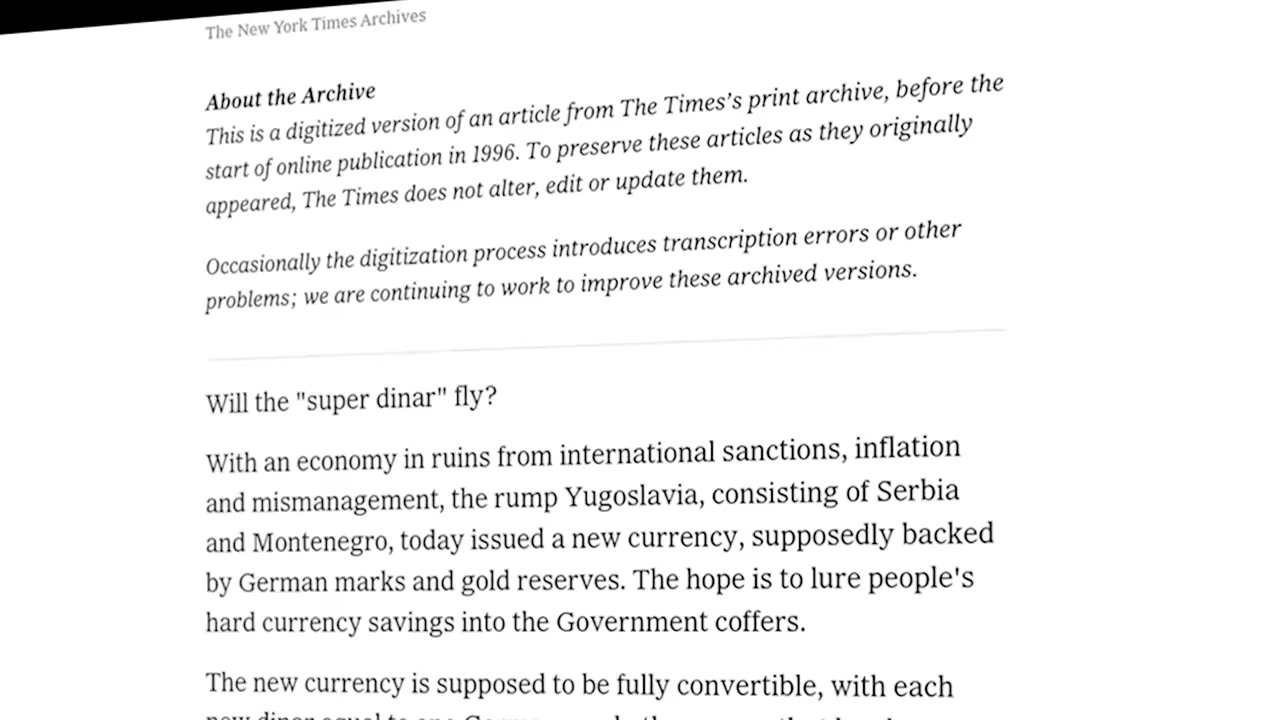 The New York Times Archives
About the Archive
This is a digitized version of an article from The Times’s print archive, before the
start of online publication in 1996. To preserve these articles as they originally
appeared, The Times does not alter, edit or update them.
Occasionally the digitization process introduces transcription errors or other
problems; we are continuing to work to improve these archived versions.
Will the "super dinar" fly?
With an economy in ruins from international sanctions, inflation
and mismanagement, the rump Yugoslavia, consisting of Serbia
and Montenegro, today issued a new currency, supposedly backed
by German marks and gold reserves. The hope is to lure people's
hard currency savings into the Government coffers.
The new currency is supposed to be fully convertible, with each